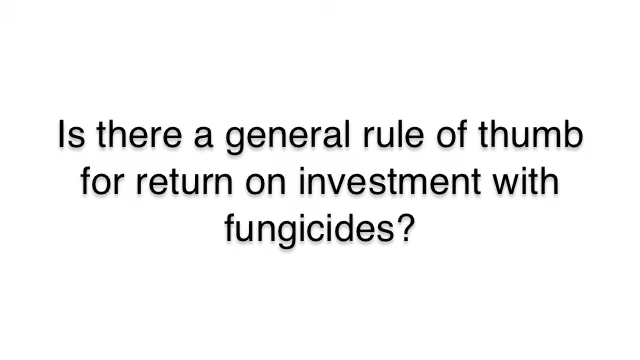 Is there a general rule of thumb
for return on investment with
fungicides?